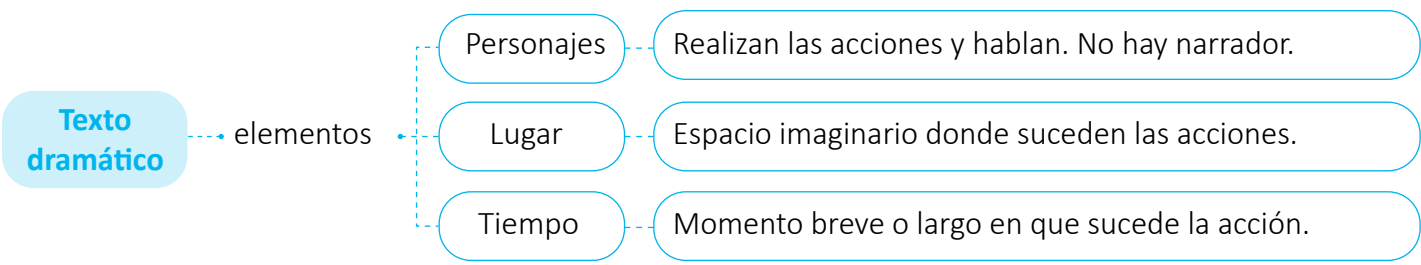 Texto
dramático
elementos
Personajes
Realizan las acciones y hablan. No hay narrador.
Lugar
Espacio imaginario donde suceden las acciones.
Tiempo
Momento breve o largo en que sucede la acción.